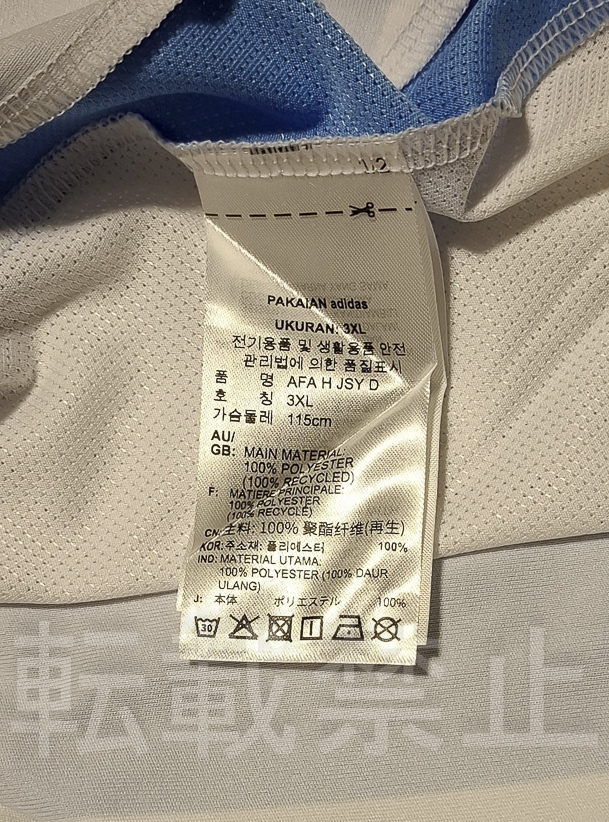 12
PAKAIAN adidas
UKURAN: 3XL
전기용품 및 생활용품 안전
관리법에 의한 품질표시
품 명 AFA H JSY D
호 칭 3XL
가슴둘레 115cm
AU/
GB: MAIN MATERIAL:
100% POLYESTER
(100% RECYCLED)
F: MATIERE PRINCIPALE:
100% POLYESTER
(100% RECYCLE)
CN: 主料: 100% 聚酯纤维(再生)
KOR: 주소재: 폴리에스터 100%
IND: MATERIAL UTAMA:
100% POLYESTER (100% DAUR
ULANG)
J: 本体 ポリエステル 100%
30
転載禁止